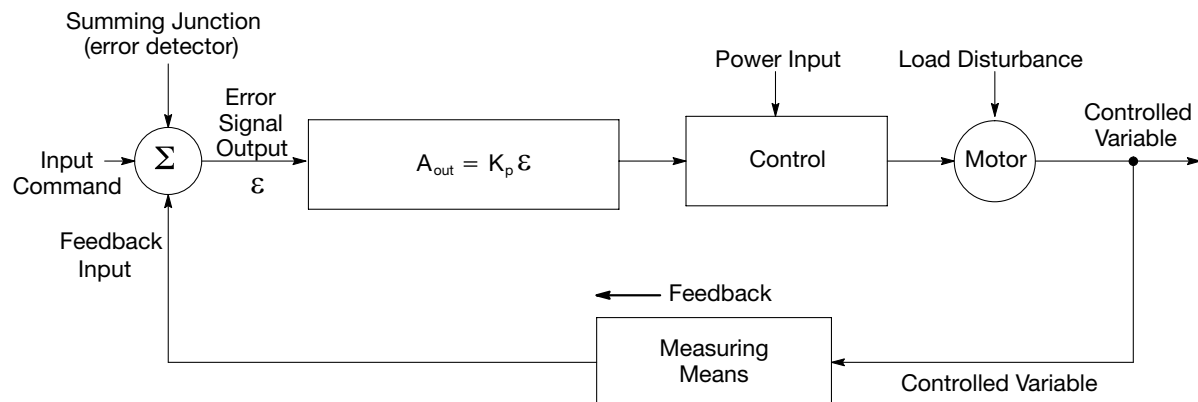 Summing Junction
(error detector)
Power Input
Load Disturbance
Error
Signal
Output
ε
Controlled
Variable
Input
Command
Σ
A_out = K_p ε
Control
Motor
Feedback
Input
Feedback
Measuring
Means
Controlled Variable